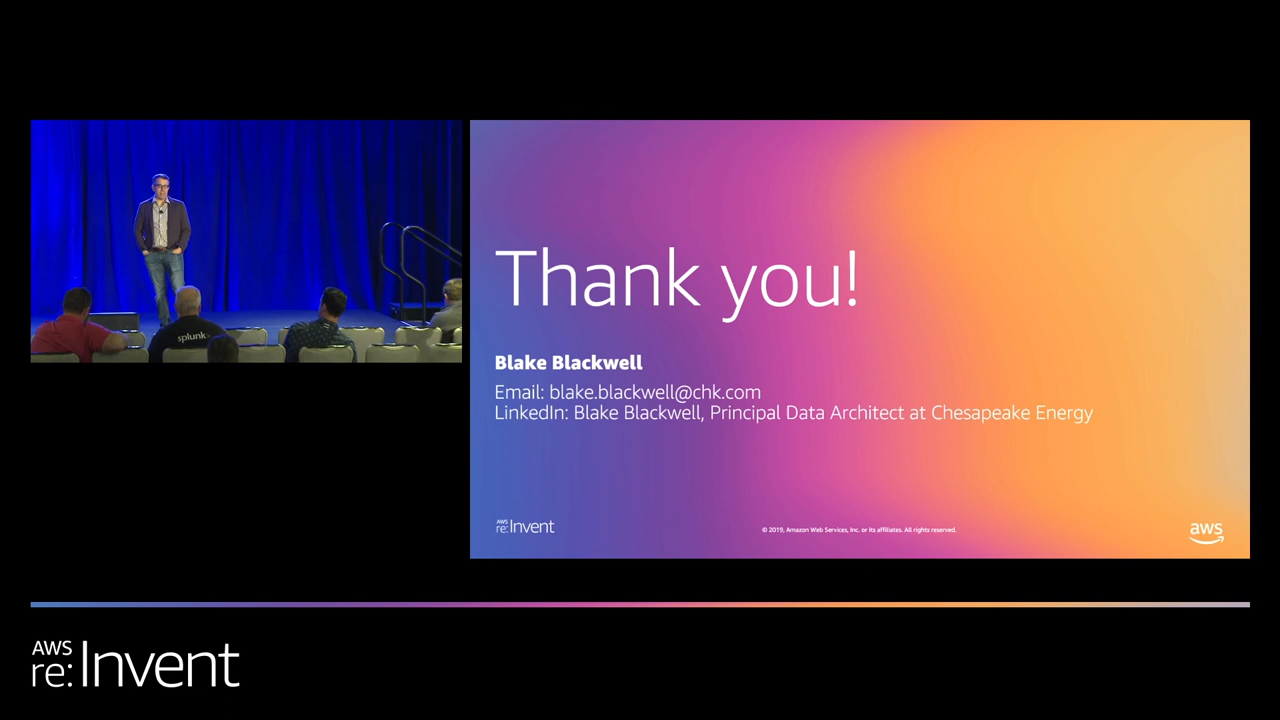 splunk>
Thank you!
Blake Blackwell
Email: blake.blackwell@chk.com
LinkedIn: Blake Blackwell, Principal Data Architect at Chesapeake Energy
AWS
re:Invent
© 2019, Amazon Web Services, Inc. or its affiliates. All rights reserved.
aws
AWS
re:Invent